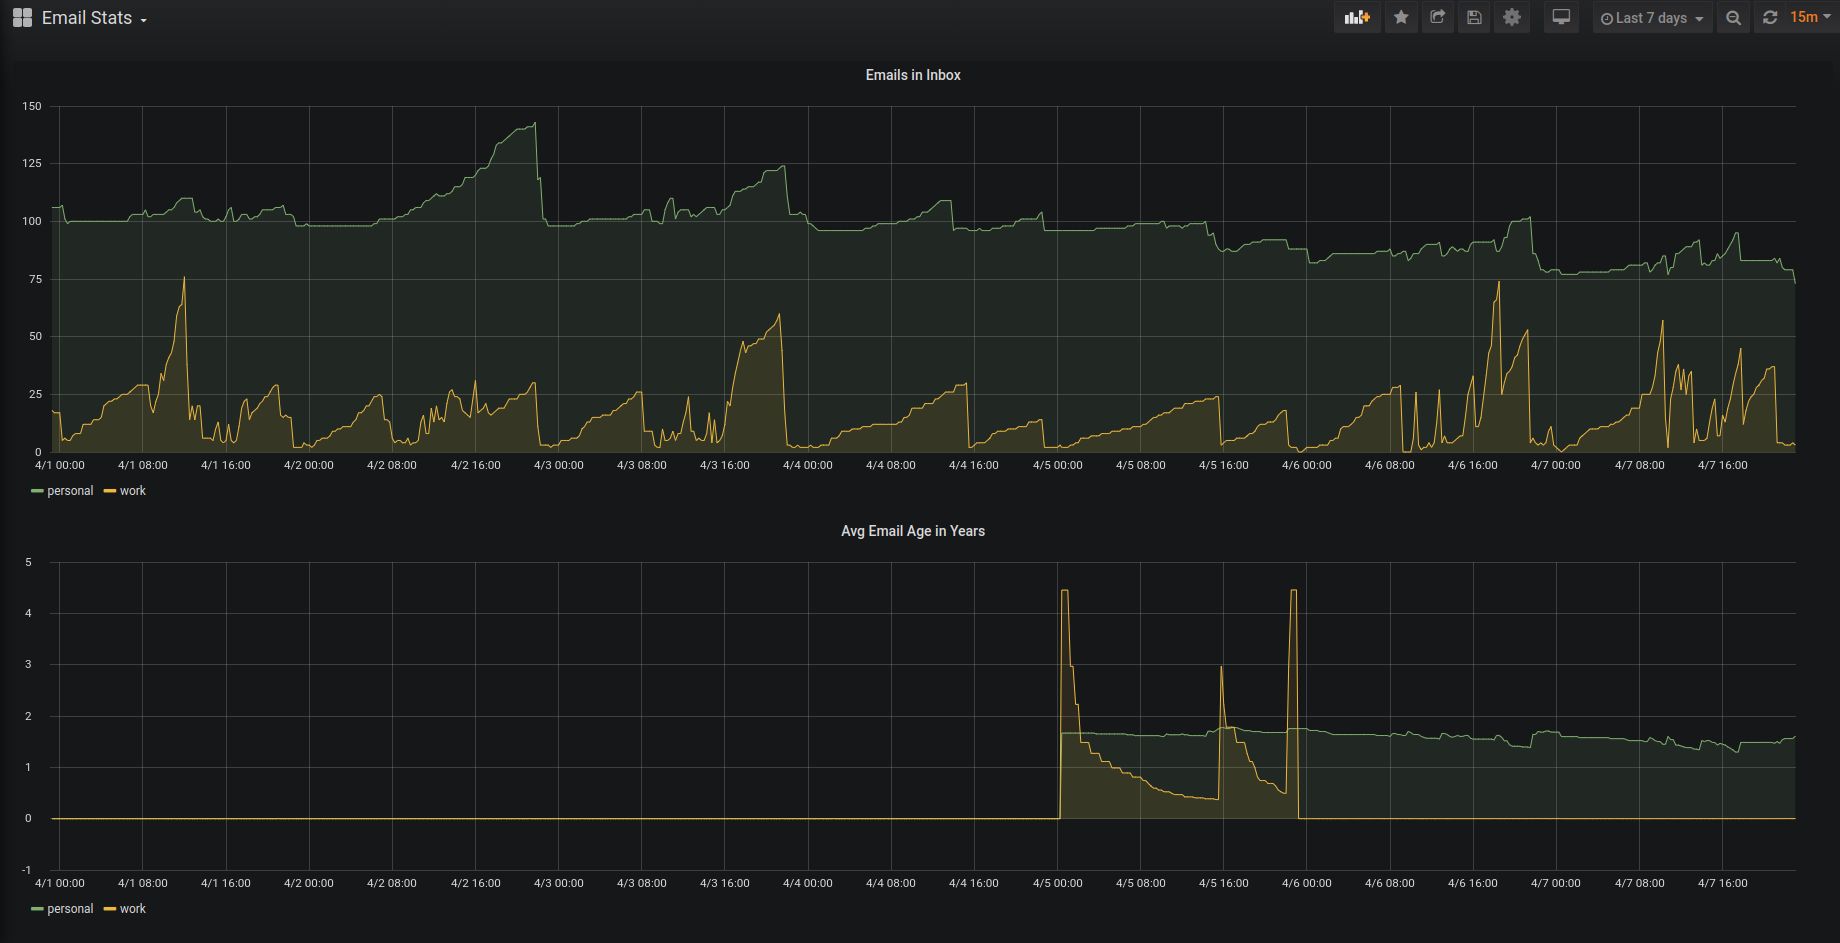 Email Stats
Last 7 days 15m
Emails in Inbox
150
125
100
75
50
25
0
4/1 00:00 4/1 08:00 4/1 16:00 4/2 00:00 4/2 08:00 4/2 16:00 4/3 00:00 4/3 08:00 4/3 16:00 4/4 00:00 4/4 08:00 4/4 16:00 4/5 00:00 4/5 08:00 4/5 16:00 4/6 00:00 4/6 08:00 4/6 16:00 4/7 00:00 4/7 08:00 4/7 16:00
personal work
Avg Email Age in Years
5
4
3
2
1
0
-1
4/1 00:00 4/1 08:00 4/1 16:00 4/2 00:00 4/2 08:00 4/2 16:00 4/3 00:00 4/3 08:00 4/3 16:00 4/4 00:00 4/4 08:00 4/4 16:00 4/5 00:00 4/5 08:00 4/5 16:00 4/6 00:00 4/6 08:00 4/6 16:00 4/7 00:00 4/7 08:00 4/7 16:00
personal work